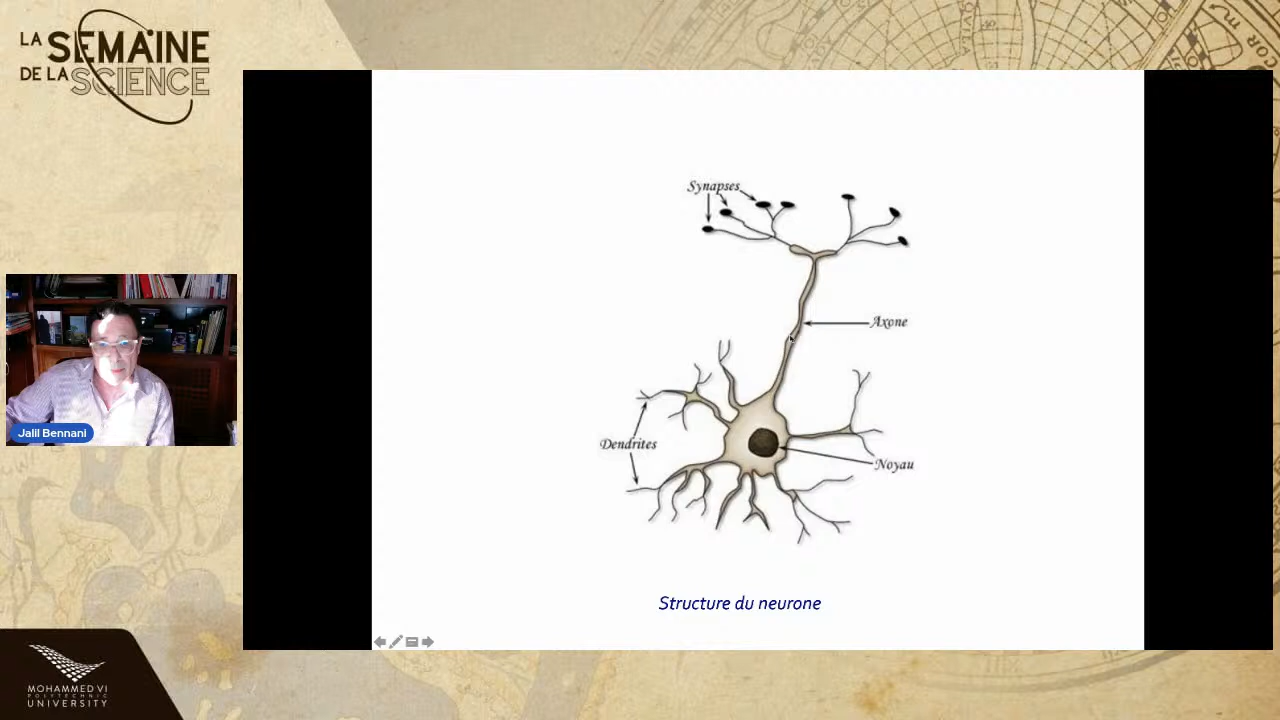 LA SEMAINE
DE LA SCIENCE
Synapses
Axone
Dendrites
Noyau
Structure du neurone
Jalil Bennani
MOHAMMED VI
POLYTECHNIC
UNIVERSITY